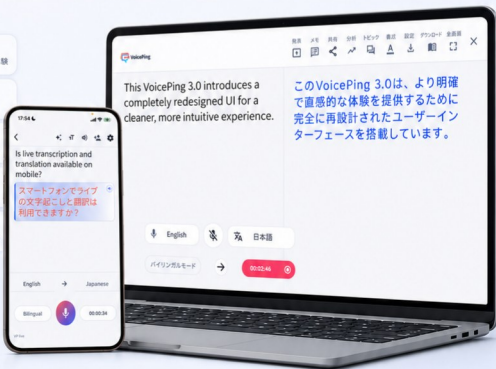 験
VoicePing
メモ
共有
分析
トピック
書式
設定
ダウンロード
全画面
This VoicePing 3.0 introduces a
completely redesigned UI for a
cleaner, more intuitive experience.
このVoicePing 3.0は、より明確
で直感的な体験を提供するために
完全に再設計されたユーザーイン
ターフェースを搭載しています。
English
日本語
バイリンガルモード
→
00:02:46
17:54
Is live transcription and
translation available on
mobile?
スマートフォンでライブ
の文字起こしと翻訳は
利用できますか？
English → Japanese
Bilingual
00:00:34